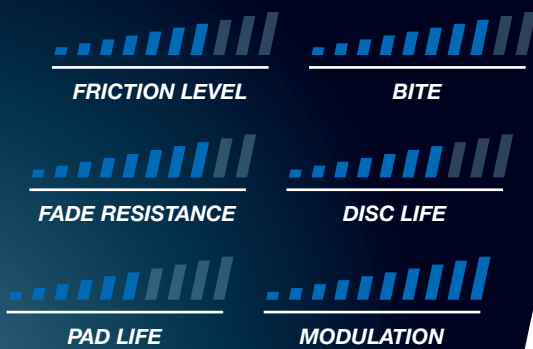 FRICTION LEVEL
BITE
FADE RESISTANCE
DISC LIFE
PAD LIFE
MODULATION